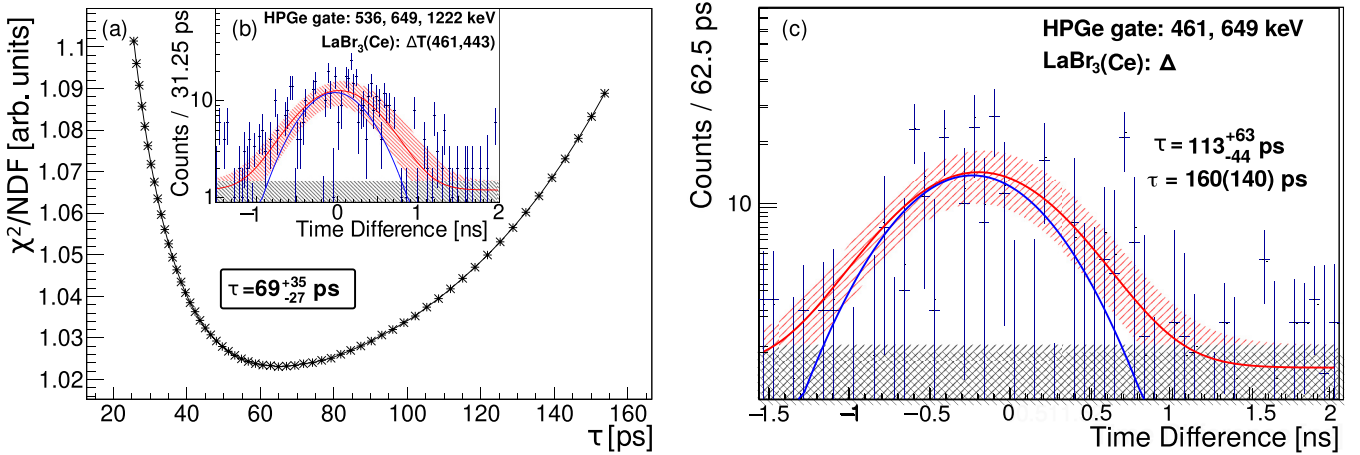 (a)
χ²/NDF [arb. units]
1.1
1.09
1.08
1.07
1.06
1.05
1.04
1.03
1.02
20 40 60 80 100 120 140 160
τ[ps]
τ=69 +35 -27 ps
(b)
HPGe gate: 536, 649, 1222 keV
LaBr₃(Ce): ΔT(461,443)
Counts / 31.25 ps
10
1
−1 0 1 2
Time Difference [ns]
(c)
HPGe gate: 461, 649 keV
LaBr₃(Ce): Δ
τ = 113 +63 -44 ps
τ = 160(140) ps
Counts / 62.5 ps
10
−1.5 −1 −0.5 0 0.5 1 1.5 2
Time Difference [ns]